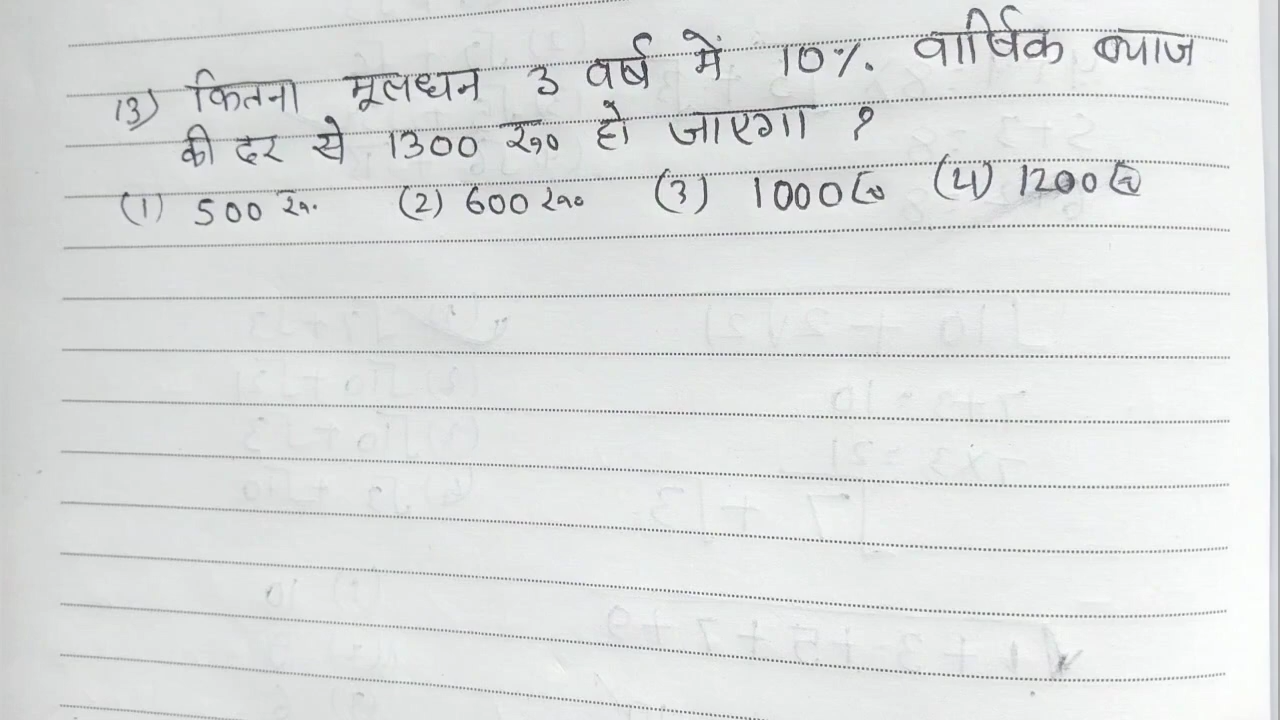 13) कितना मूलधन 3 वर्ष में 10%. वार्षिक ब्याज
की दर से 1300 रु० हो जाएगा ?
(1) 500 रु. (2) 600 रु० (3) 1000 (4) 1200